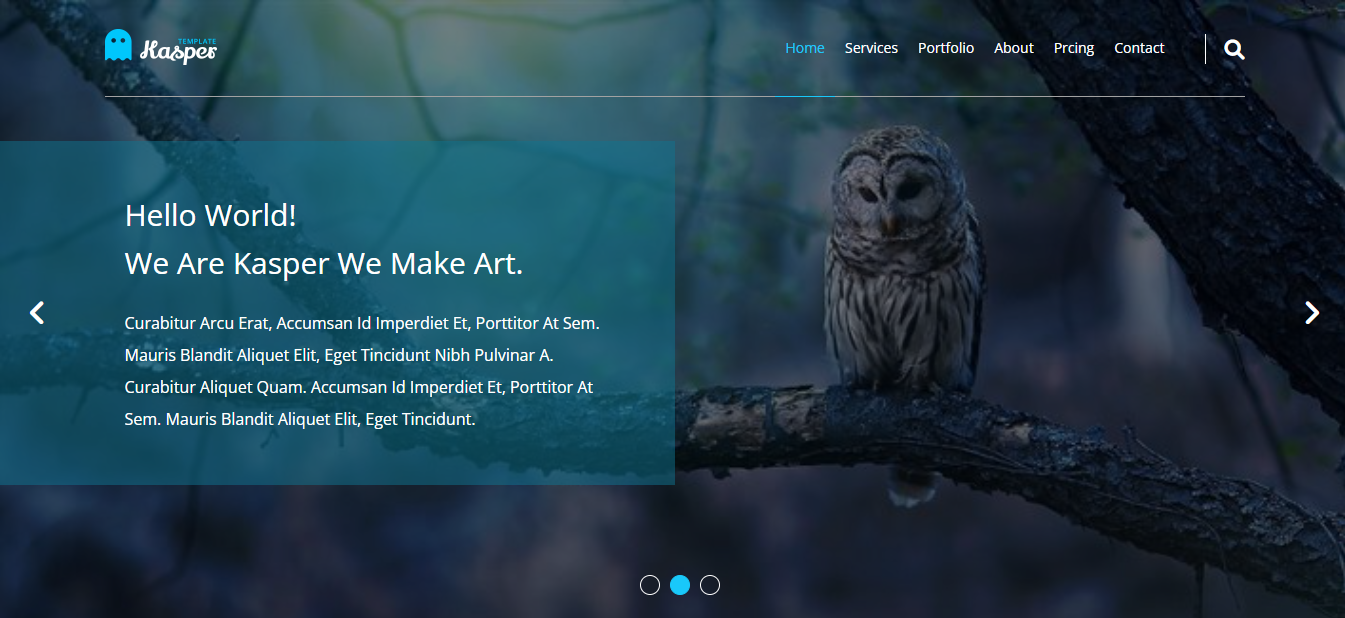 TEMPLATE
Kasper
Home Services Portfolio About Prcing Contact
Hello World!
We Are Kasper We Make Art.
Curabitur Arcu Erat, Accumsan Id Imperdiet Et, Porttitor At Sem.
Mauris Blandit Aliquet Elit, Eget Tincidunt Nibh Pulvinar A.
Curabitur Aliquet Quam. Accumsan Id Imperdiet Et, Porttitor At
Sem. Mauris Blandit Aliquet Elit, Eget Tincidunt.